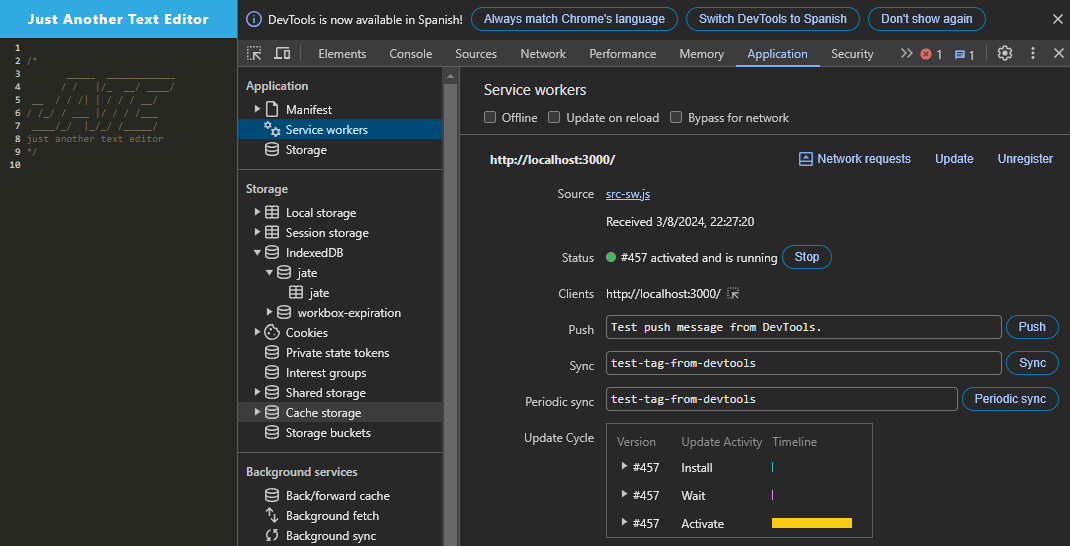 Just Another Text Editor
1
2 /*
3        _____  ____________
4       / /   |/_  __/ ____/
5  __  / / /| | / / / __/
6 / /_/ / ___ |/ / / /___
7 \____/_/  |_/_/ /_____/
8 just another text editor
9 */
10
DevTools is now available in Spanish!
Always match Chrome's language
Switch DevTools to Spanish
Don't show again
Elements
Console
Sources
Network
Performance
Memory
Application
Security
1
1
Application
Manifest
Service workers
Storage
Storage
Local storage
Session storage
IndexedDB
jate
jate
workbox-expiration
Cookies
Private state tokens
Interest groups
Shared storage
Cache storage
Storage buckets
Background services
Back/forward cache
Background fetch
Background sync
Service workers
Offline
Update on reload
Bypass for network
http://localhost:3000/
Network requests
Update
Unregister
Source src-sw.js
Received 3/8/2024, 22:27:20
Status #457 activated and is running Stop
Clients http://localhost:3000/
Push Test push message from DevTools. Push
Sync test-tag-from-devtools Sync
Periodic sync test-tag-from-devtools Periodic sync
Update Cycle
Version Update Activity Timeline
#457 Install
#457 Wait
#457 Activate